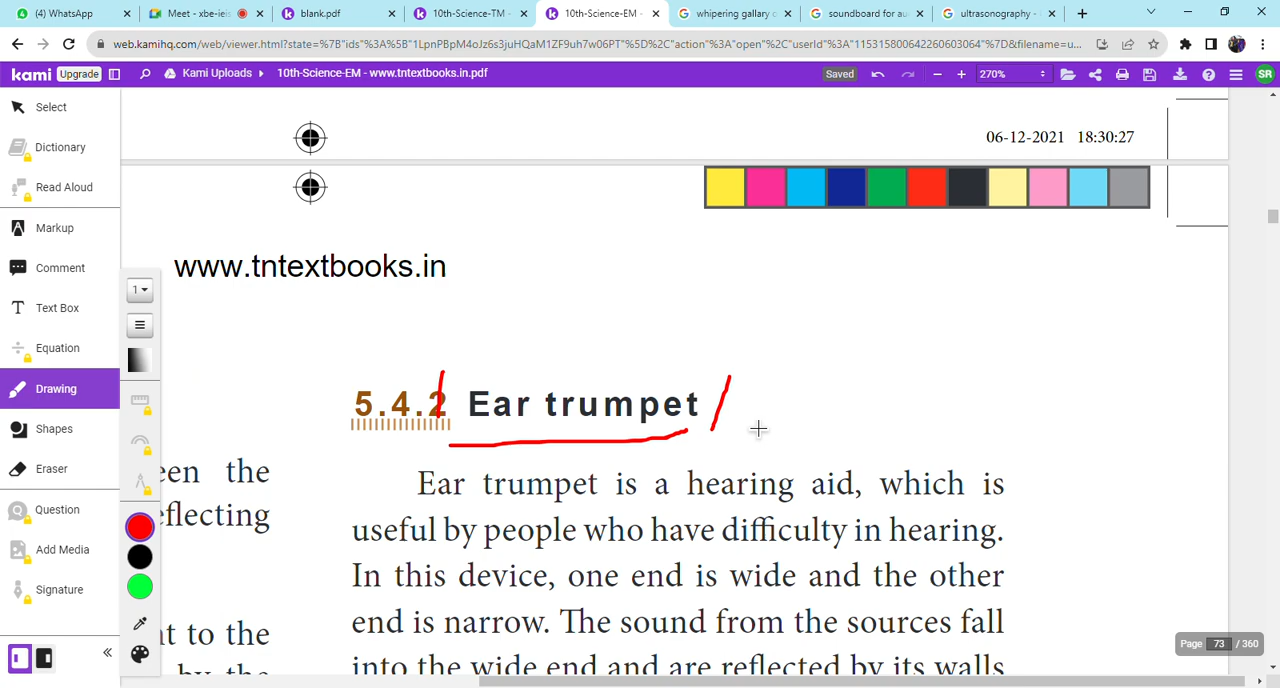 (4) WhatsApp
Meet - xbe-ieis
blank.pdf
10th-Science-TM -
10th-Science-EM -
whipering gallary c
soundboard for au
ultrasonography -
web.kamihq.com/web/viewer.html?state=%7B"ids"%3A%5B"1LpnPBpM4oJz6s3juHQaM1ZF9uh7w06PT"%5D%2C"action"%3A"open"%2C"userId"%3A"115315800642260603064"%7D&filename=u...
kami Upgrade
Kami Uploads
10th-Science-EM - www.tntextbooks.in.pdf
Saved
270%
SR
Select
Dictionary
Read Aloud
Markup
Comment
Text Box
Equation
Drawing
Shapes
Eraser
Question
Add Media
Signature
1
06-12-2021 18:30:27
www.tntextbooks.in
een the
eflecting
nt to the
by the
5.4.2 Ear trumpet
Ear trumpet is a hearing aid, which is
useful by people who have difficulty in hearing.
In this device, one end is wide and the other
end is narrow. The sound from the sources fall
into the wide end and are reflected by its walls
Page 73 / 360